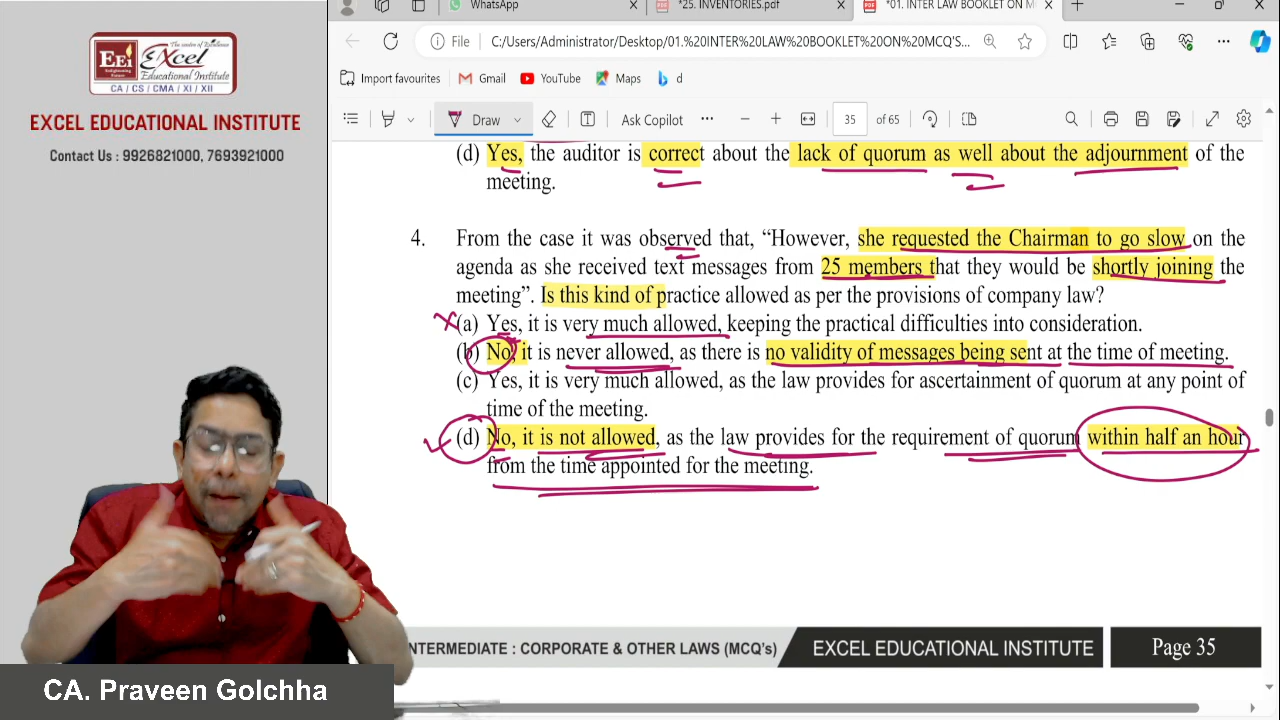 WhatsApp
*25. INVENTORIES.pdf
*01. INTER LAW BOOKLET ON M
File
C:/Users/Administrator/Desktop/01.%20INTER%20LAW%20BOOKLET%20ON%20MCQ'S...
Import favourites
Gmail
YouTube
Maps
d
Draw
Ask Copilot
35
of 65
The centre of Excellence
EEi
Excel
Educational Institute
CA / CS / CMA / XI / XII
EXCEL EDUCATIONAL INSTITUTE
Contact Us : 9926821000, 7693921000
(d) Yes, the auditor is correct about the lack of quorum as well about the adjournment of the
meeting.
4. From the case it was observed that, “However, she requested the Chairman to go slow on the
agenda as she received text messages from 25 members that they would be shortly joining the
meeting”. Is this kind of practice allowed as per the provisions of company law?
(a) Yes, it is very much allowed, keeping the practical difficulties into consideration.
(b) No, it is never allowed, as there is no validity of messages being sent at the time of meeting.
(c) Yes, it is very much allowed, as the law provides for ascertainment of quorum at any point of
time of the meeting.
(d) No, it is not allowed, as the law provides for the requirement of quorum within half an hour
from the time appointed for the meeting.
NTERMEDIATE : CORPORATE & OTHER LAWS (MCQ's)
EXCEL EDUCATIONAL INSTITUTE
Page 35
CA. Praveen Golchha